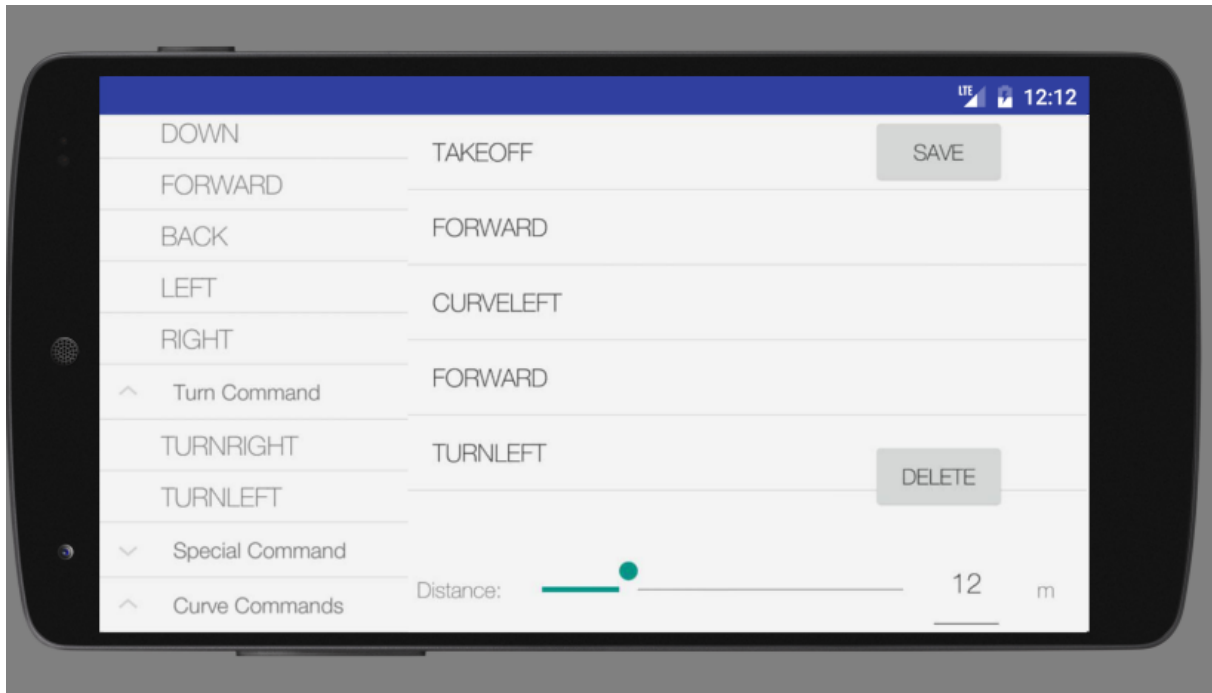 LTE 12:12
DOWN
FORWARD
BACK
LEFT
RIGHT
Turn Command
TURNRIGHT
TURNLEFT
Special Command
Curve Commands
TAKEOFF
SAVE
FORWARD
CURVELEFT
FORWARD
TURNLEFT
DELETE
Distance: 12 m